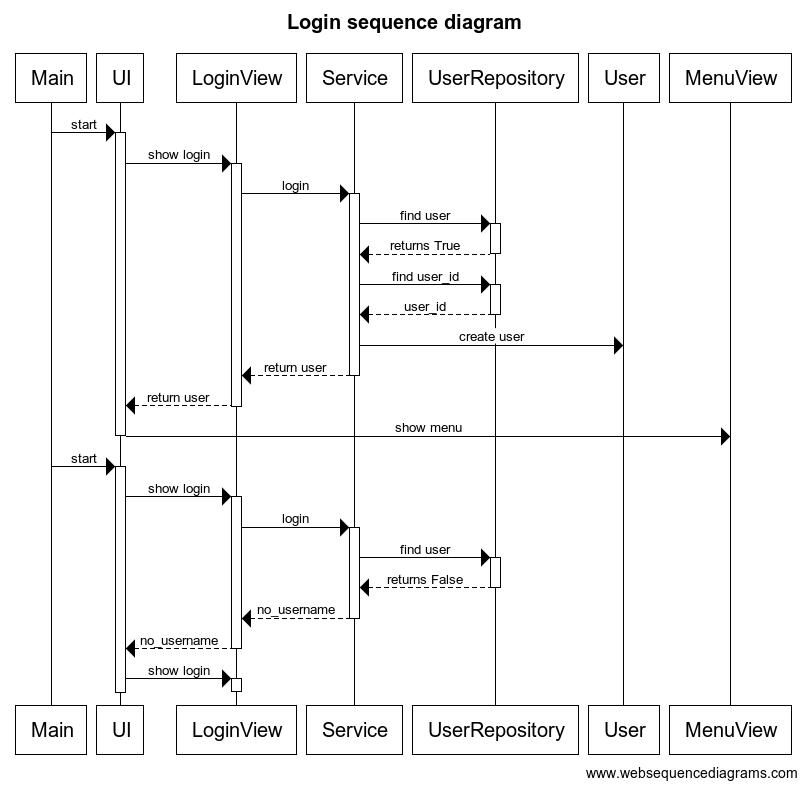 Login sequence diagram
Main UI LoginView Service UserRepository User MenuView
start
show login
login
find user
returns True
find user_id
user_id
create user
return user
return user
show menu
start
show login
login
find user
returns False
no_username
no_username
show login
Main UI LoginView Service UserRepository User MenuView
www.websequencediagrams.com